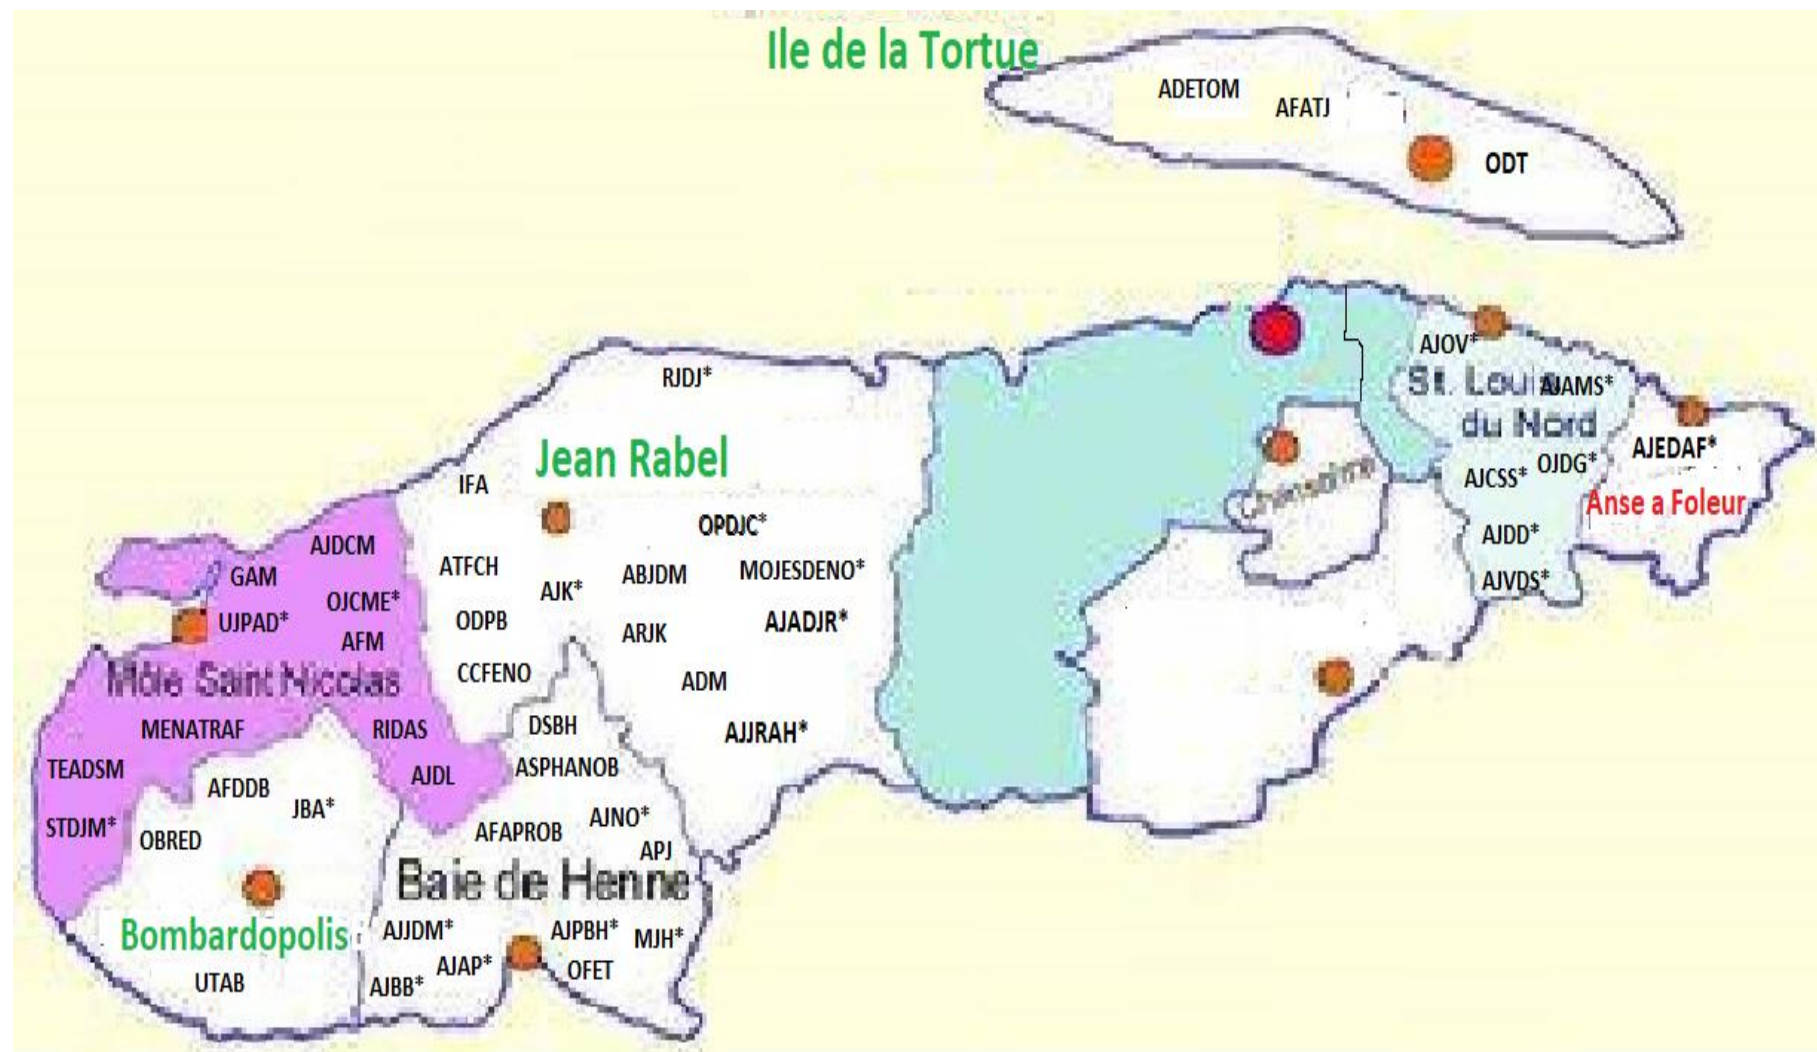 Ile de la Tortue
ADETOM
AFATJ
ODT
AJOV*
St. Louis
AJAMS*
du Nord
AJEDAF*
AJCSS*
OJDG*
Anse a Foleur
AJDD*
AJVDS*
RJDJ*
Jean Rabel
IFA
OPDJC*
ATFCH
AJK*
ABJDM
MOJESDENO*
ODPB
ARJK
AJADJR*
CCFENO
ADM
AJJRAH*
AJDCM
GAM
OJCME*
UJPAD*
AFM
Môle Saint Nicolas
MENATRAF
RIDAS
TEADSM
AJDL
STDJM*
DSBH
ASPHANOB
AFDDB
JBA*
AJNO*
OBRED
AFAPROB
APJ
Baie de Henne
Bombardopolis
AJJDM*
AJPBH*
MJH*
AJAP*
OFET
UTAB
AJBB*